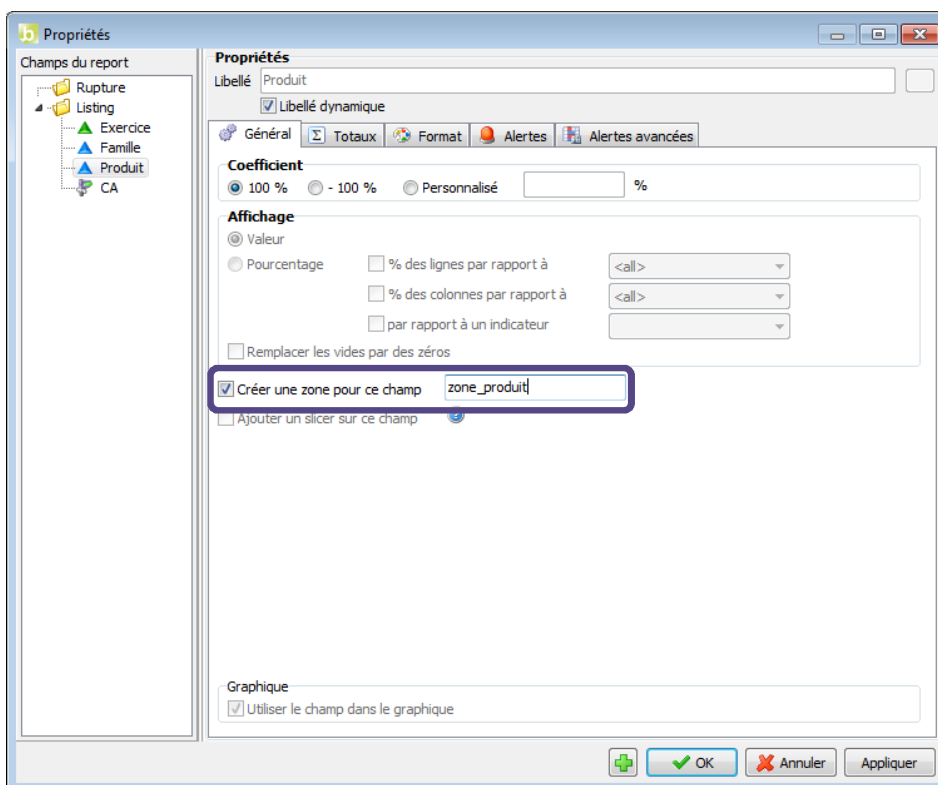 Propriétés
Champs du report
Rupture
Listing
Exercice
Famille
Produit
CA
Propriétés
Libellé Produit
Libellé dynamique
Général Σ Totaux Format Alertes Alertes avancées
Coefficient
100 % - 100 % Personnalisé %
Affichage
Valeur
Pourcentage % des lignes par rapport à <all>
% des colonnes par rapport à <all>
par rapport à un indicateur
Remplacer les vides par des zéros
Créer une zone pour ce champ zone_produit
Ajouter un slicer sur ce champ
Graphique
Utiliser le champ dans le graphique
OK Annuler Appliquer